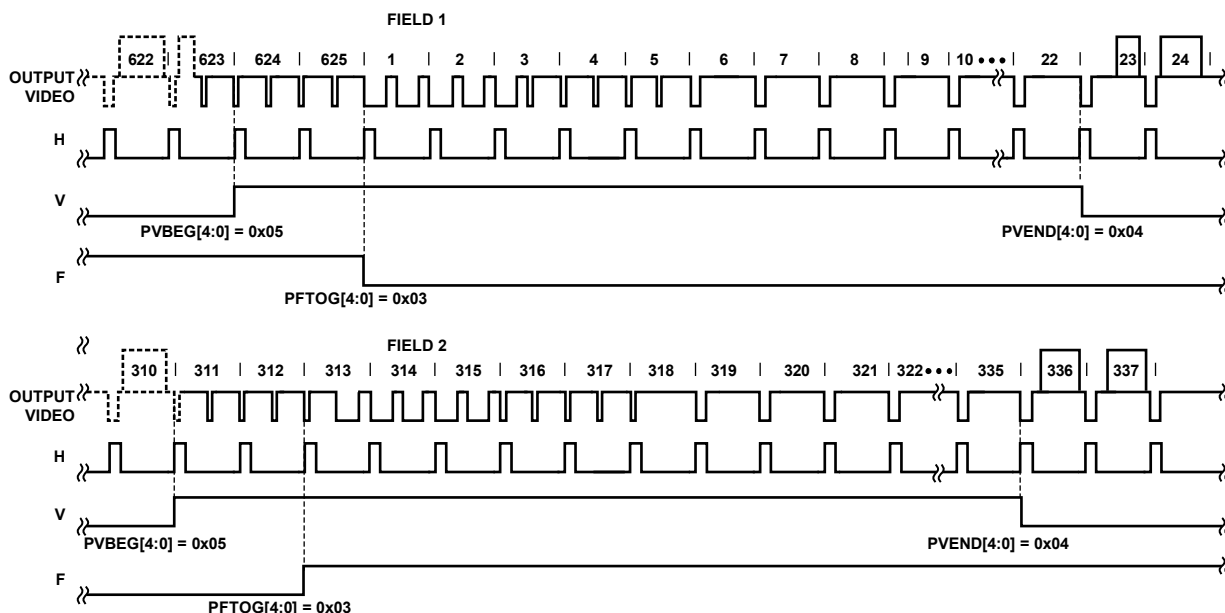 FIELD 1
622 623 624 625 1 2 3 4 5 6 7 8 9 10 ••• 22 23 24
OUTPUT
VIDEO
H
V
PVBEG[4:0] = 0x05
PVEND[4:0] = 0x04
F
PFTOG[4:0] = 0x03
FIELD 2
310 311 312 313 314 315 316 317 318 319 320 321 322 ••• 335 336 337
OUTPUT
VIDEO
H
V
PVBEG[4:0] = 0x05
PVEND[4:0] = 0x04
F
PFTOG[4:0] = 0x03